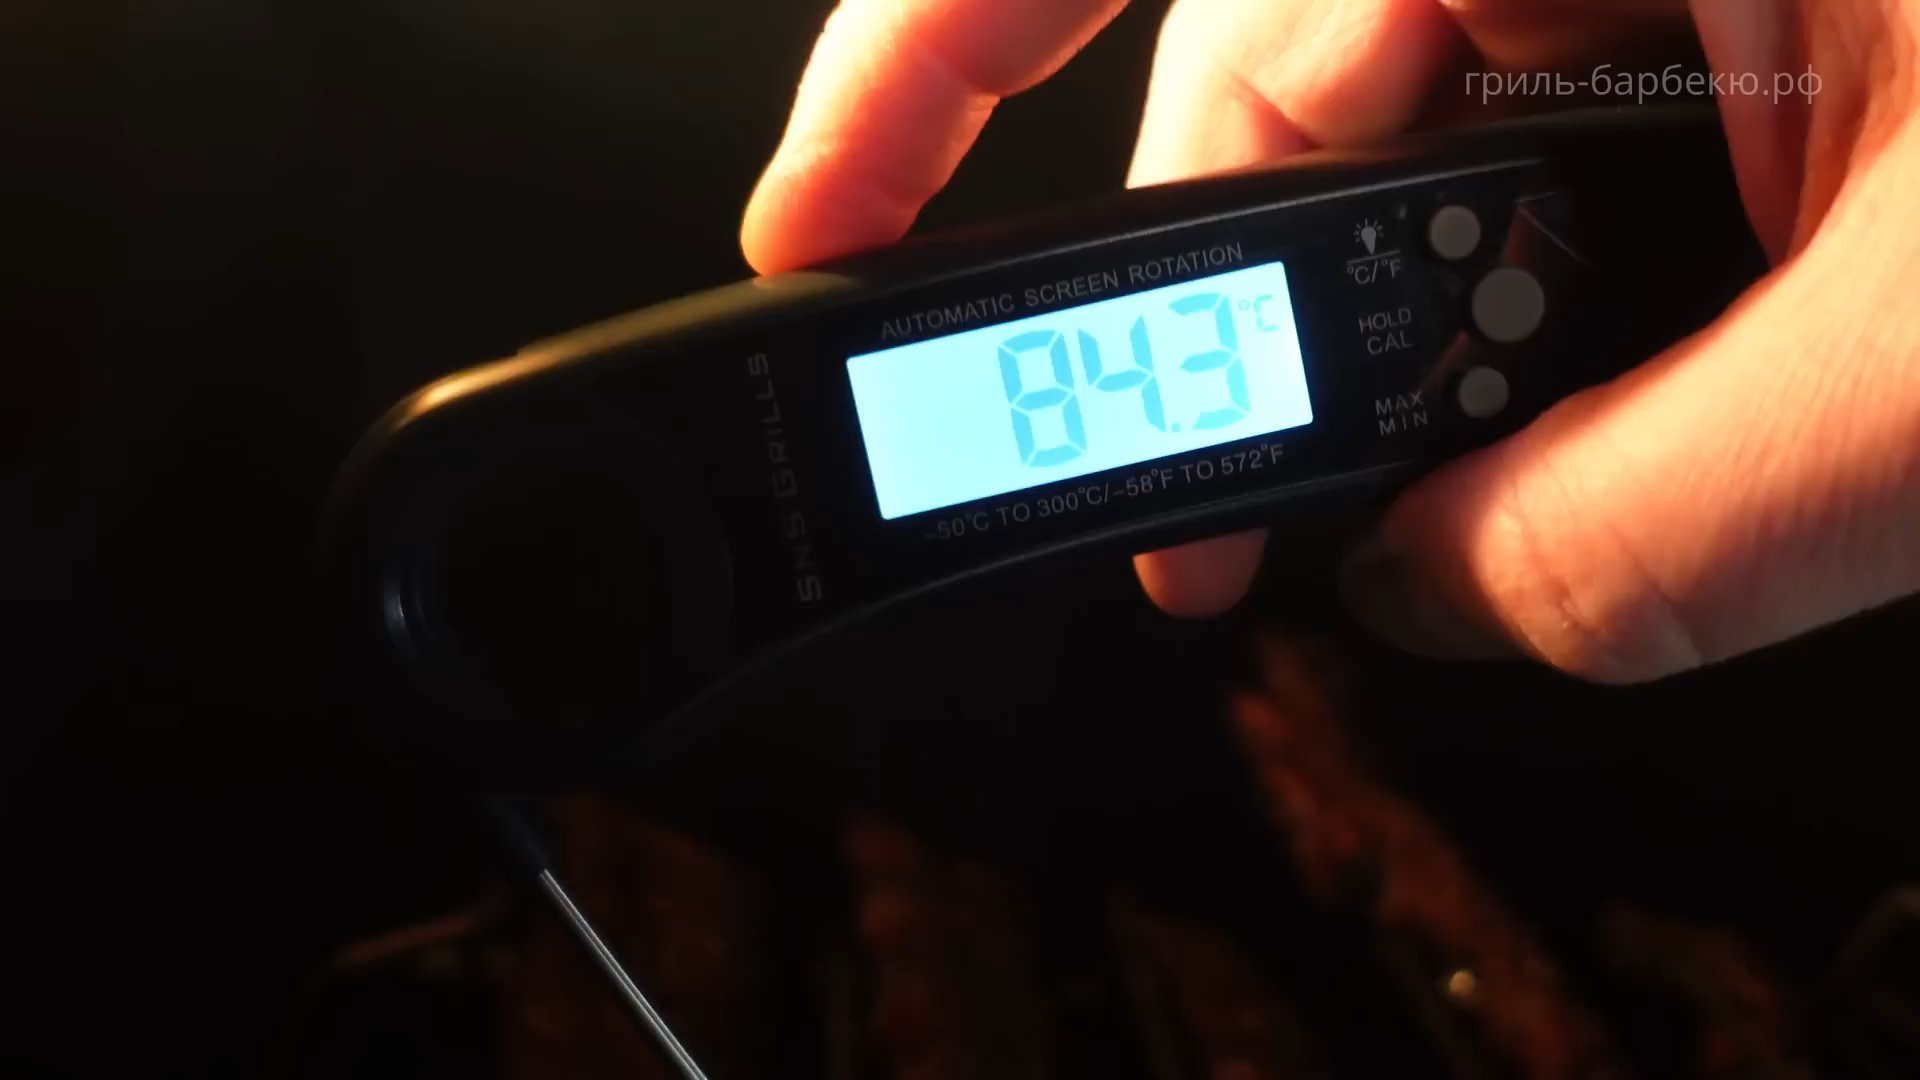 гриль-барбекю.рф
AUTOMATIC SCREEN ROTATION
84.3 °C
-50°C TO 300°C/-58°F TO 572°F
SNS GRILLS
°C/°F
HOLD
CAL
MAX
MIN